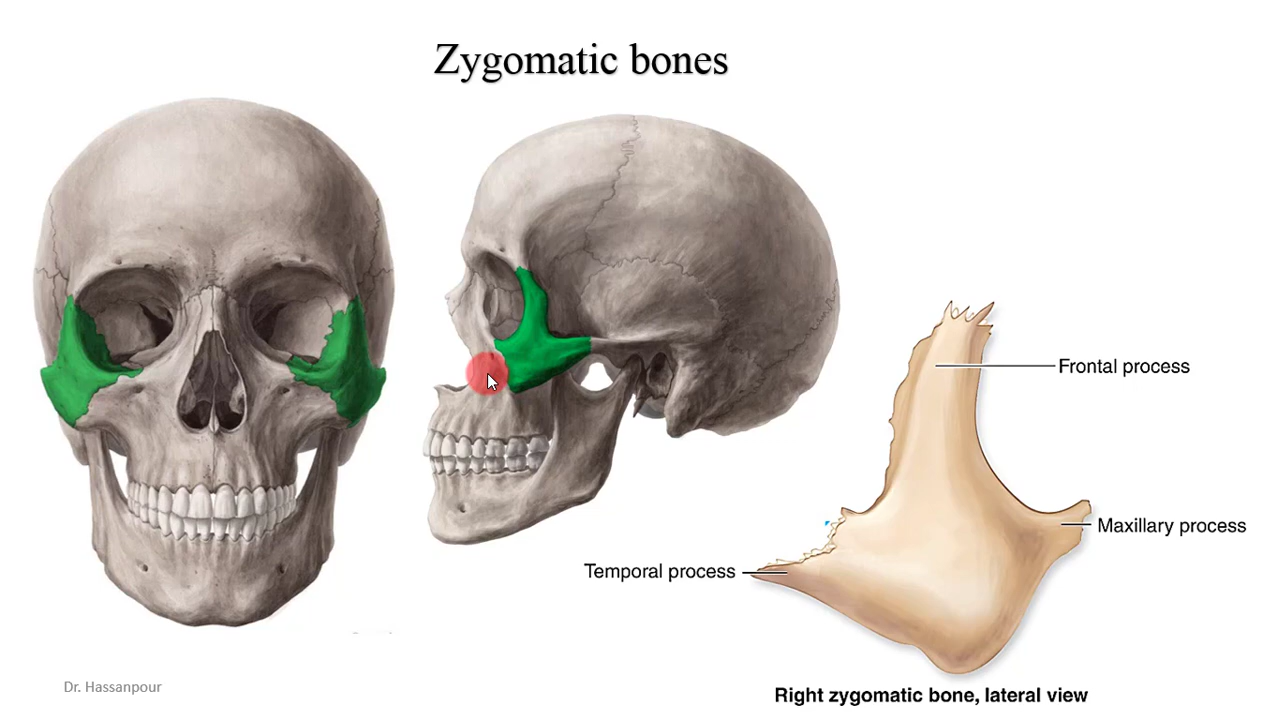 Zygomatic bones
Frontal process
Maxillary process
Temporal process
Right zygomatic bone, lateral view
Dr. Hassanpour